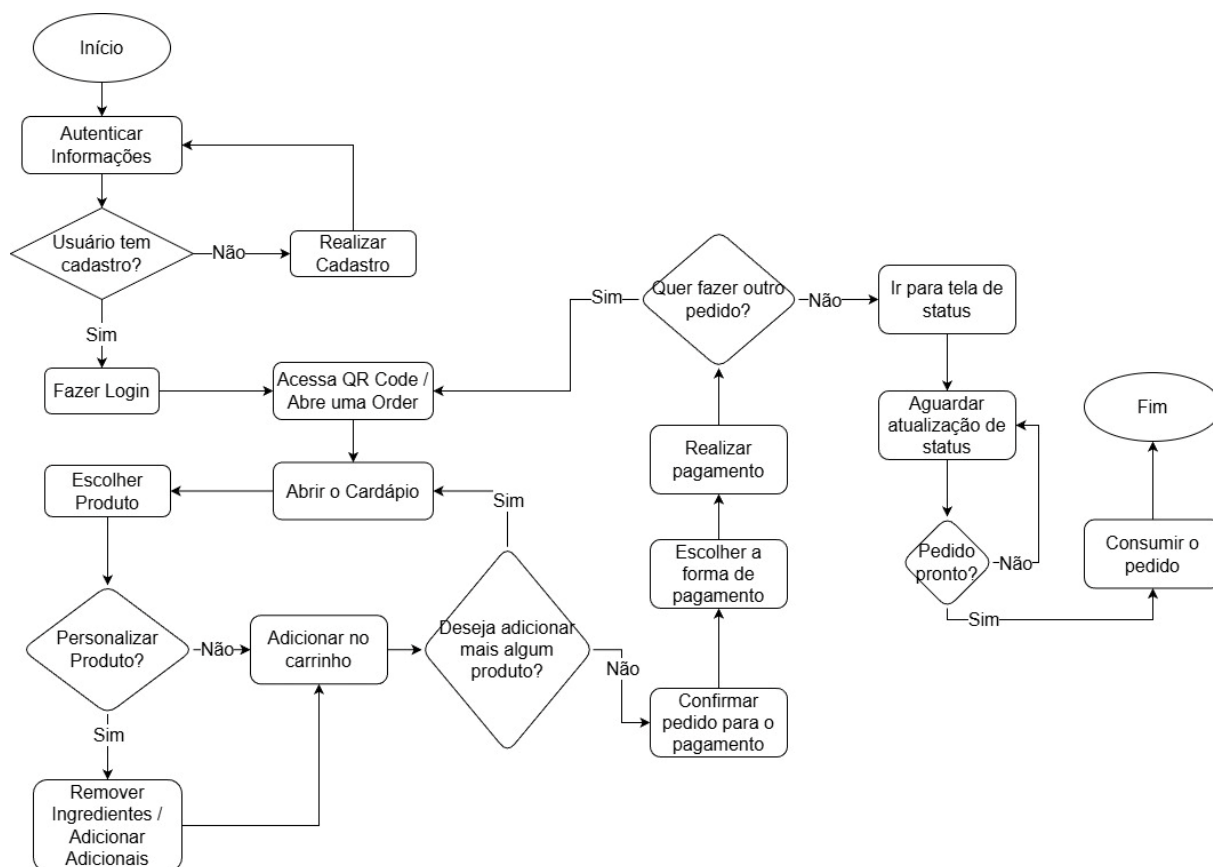 Início
Autenticar
Informações
Usuário tem
cadastro?
Não
Realizar
Cadastro
Sim
Fazer Login
Acessa QR Code /
Abre uma Order
Abrir o Cardápio
Escolher
Produto
Personalizar
Produto?
Não
Sim
Remover
Ingredientes /
Adicionar
Adicionais
Adicionar no
carrinho
Deseja adicionar
mais algum
produto?
Sim
Não
Confirmar
pedido para o
pagamento
Escolher a
forma de
pagamento
Realizar
pagamento
Quer fazer outro
pedido?
Sim
Não
Ir para tela de
status
Aguardar
atualização de
status
Pedido
pronto?
Não
Sim
Consumir o
pedido
Fim